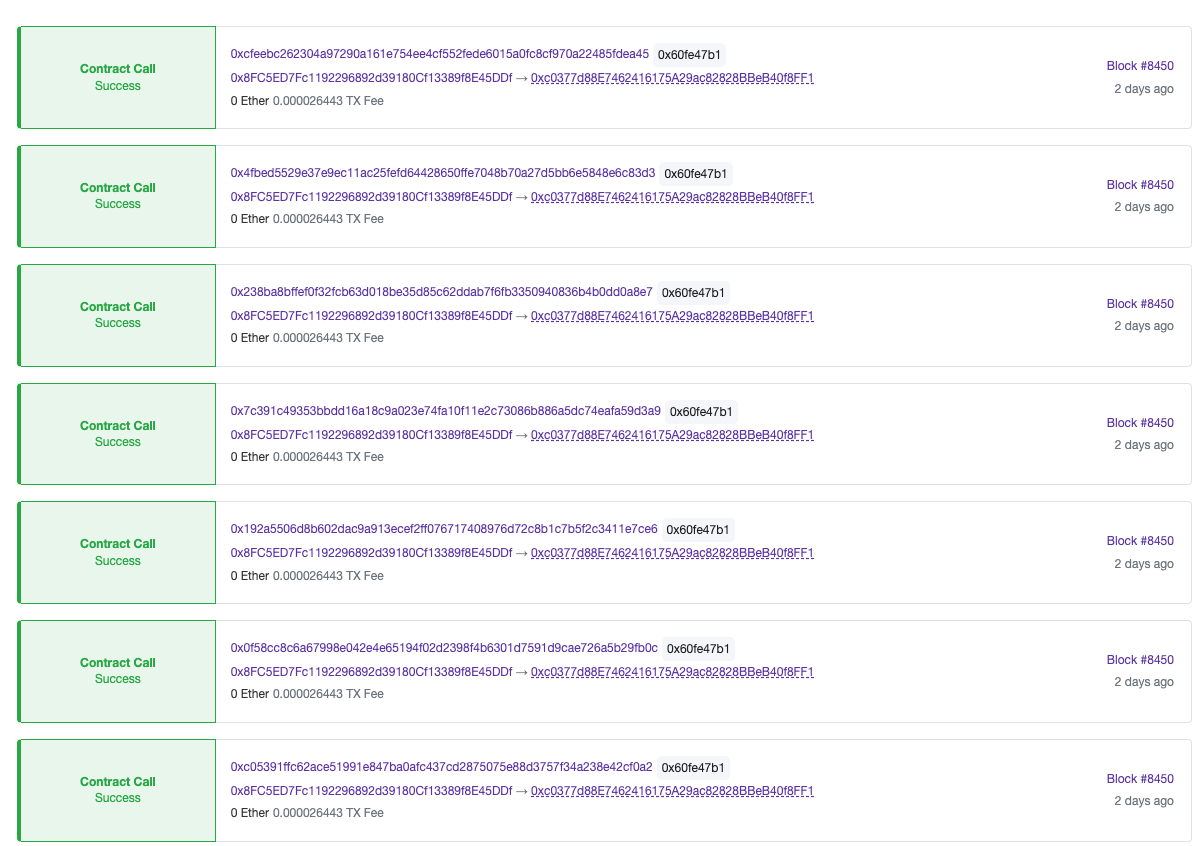 Contract Call
Success
0xcfeebc262304a97290a161e754ee4cf552fede6015a0fc8cf970a22485fdea45 0x60fe47b1
0x8FC5ED7Fc1192296892d39180Cf13389f8E45DDf → 0xc0377d88E7462416175A29ac82828BBeB40f8FF1
0 Ether 0.000026443 TX Fee
Block #8450
2 days ago
Contract Call
Success
0x4fbed5529e37e9ec11ac25fefd64428650ffe7048b70a27d5bb6e5848e6c83d3 0x60fe47b1
0x8FC5ED7Fc1192296892d39180Cf13389f8E45DDf → 0xc0377d88E7462416175A29ac82828BBeB40f8FF1
0 Ether 0.000026443 TX Fee
Block #8450
2 days ago
Contract Call
Success
0x238ba8bffef0f32fcb63d018be35d85c62ddab7f6fb3350940836b4b0dd0a8e7 0x60fe47b1
0x8FC5ED7Fc1192296892d39180Cf13389f8E45DDf → 0xc0377d88E7462416175A29ac82828BBeB40f8FF1
0 Ether 0.000026443 TX Fee
Block #8450
2 days ago
Contract Call
Success
0x7c391c49353bbdd16a18c9a023e74fa10f11e2c73086b886a5dc74eafa59d3a9 0x60fe47b1
0x8FC5ED7Fc1192296892d39180Cf13389f8E45DDf → 0xc0377d88E7462416175A29ac82828BBeB40f8FF1
0 Ether 0.000026443 TX Fee
Block #8450
2 days ago
Contract Call
Success
0x192a5506d8b602dac9a913ecef2ff076717408976d72c8b1c7b5f2c3411e7ce6 0x60fe47b1
0x8FC5ED7Fc1192296892d39180Cf13389f8E45DDf → 0xc0377d88E7462416175A29ac82828BBeB40f8FF1
0 Ether 0.000026443 TX Fee
Block #8450
2 days ago
Contract Call
Success
0x0f58cc8c6a67998e042e4e65194f02d2398f4b6301d7591d9cae726a5b29fb0c 0x60fe47b1
0x8FC5ED7Fc1192296892d39180Cf13389f8E45DDf → 0xc0377d88E7462416175A29ac82828BBeB40f8FF1
0 Ether 0.000026443 TX Fee
Block #8450
2 days ago
Contract Call
Success
0xc05391ffc62ace51991e847ba0afc437cd2875075e88d3757f34a238e42cf0a2 0x60fe47b1
0x8FC5ED7Fc1192296892d39180Cf13389f8E45DDf → 0xc0377d88E7462416175A29ac82828BBeB40f8FF1
0 Ether 0.000026443 TX Fee
Block #8450
2 days ago